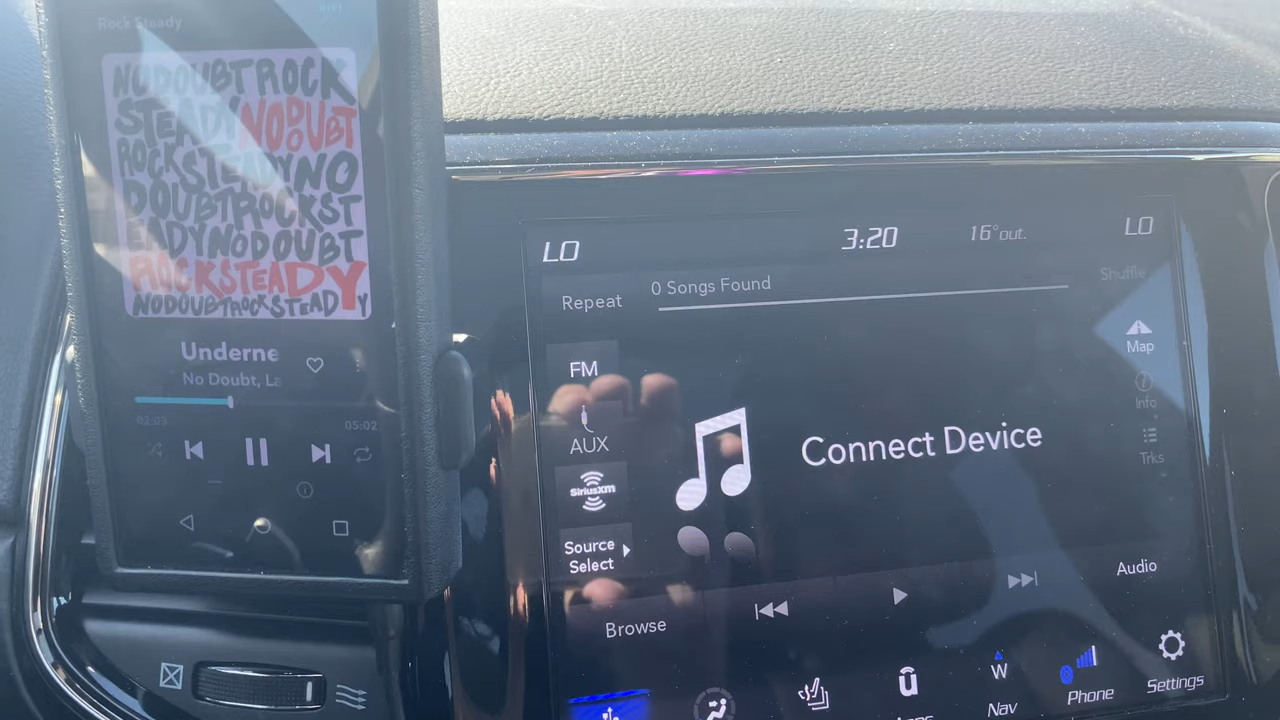 Rock Steady
NODOUBTROCK
STEADYNODOUBT
ROCKSTEADYNO
DOUBTROCKST
EADYNODOUBT
ROCKSTEADY
NODOUBTROCKSTEADY
Underne
No Doubt, La
02:03
05:02
LO
3:20
16°out.
LO
Repeat
0 Songs Found
Shuffle
FM
AUX
SiriusXM
Source
Select
Connect Device
Map
Info
Trks
Audio
Browse
W
Nav
Phone
Settings